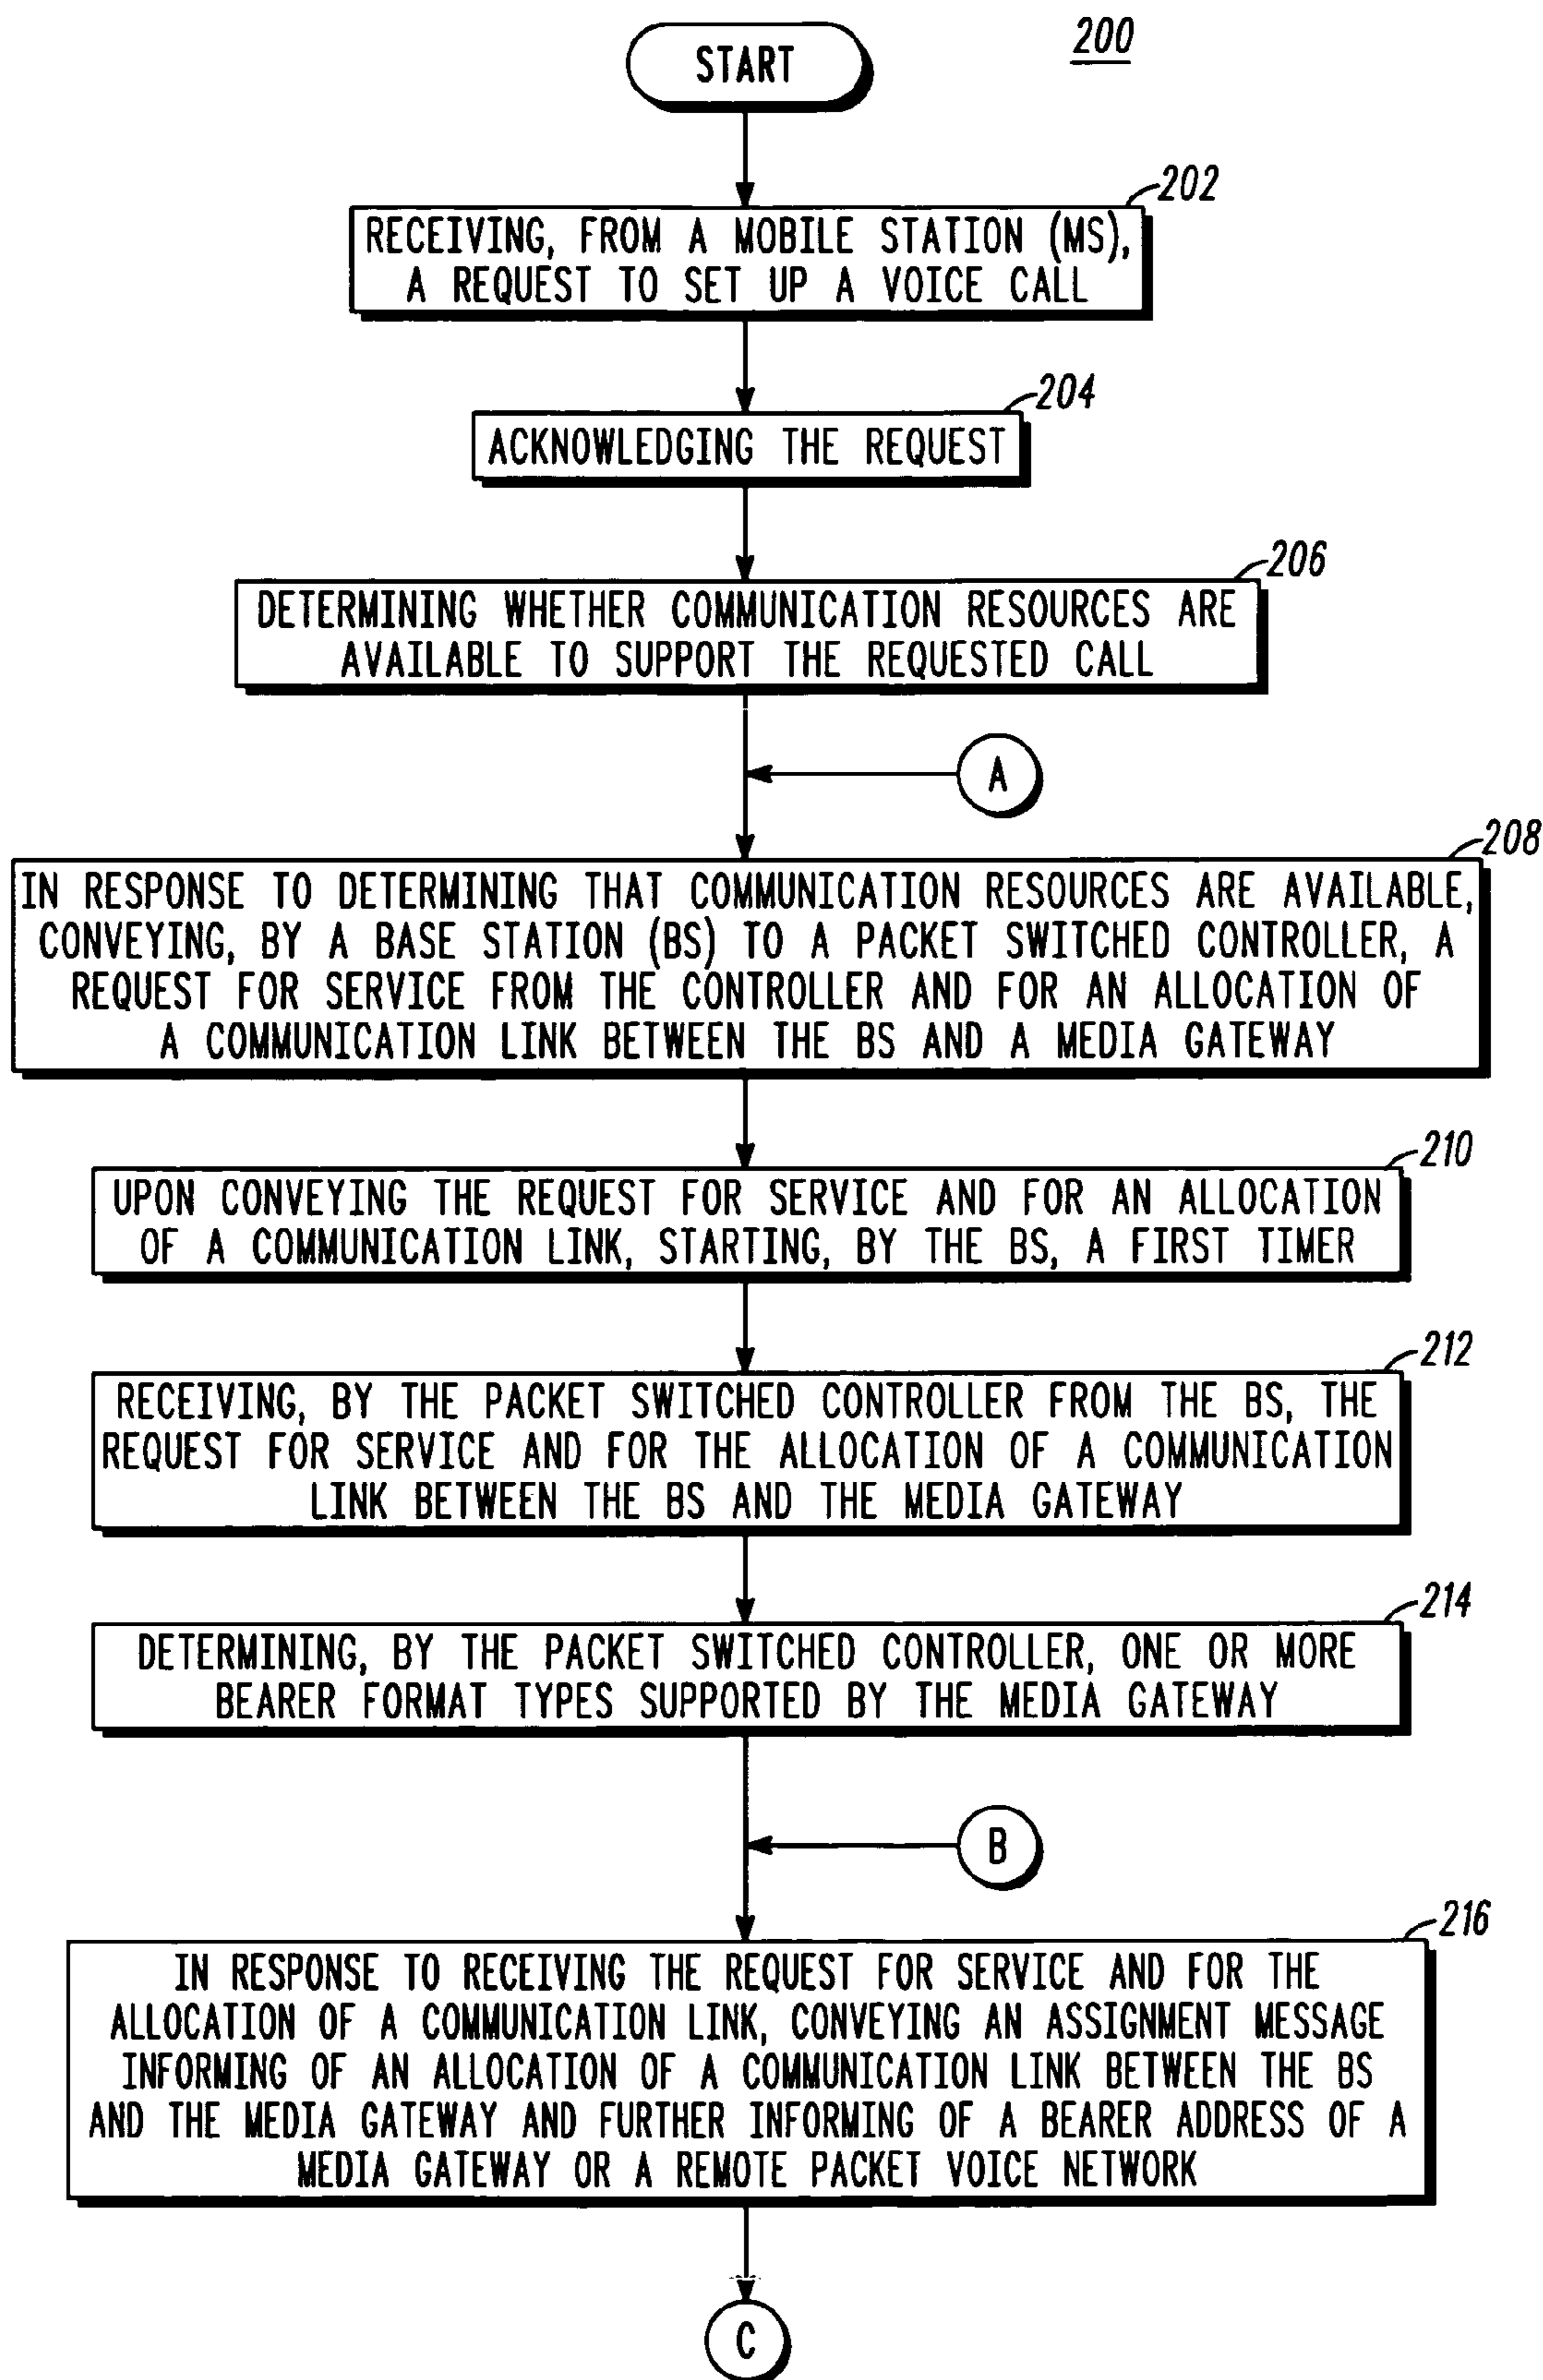 200
START
202
RECEIVING, FROM A MOBILE STATION (MS),
A REQUEST TO SET UP A VOICE CALL
204
ACKNOWLEDGING THE REQUEST
206
DETERMINING WHETHER COMMUNICATION RESOURCES ARE
AVAILABLE TO SUPPORT THE REQUESTED CALL
A
208
IN RESPONSE TO DETERMINING THAT COMMUNICATION RESOURCES ARE AVAILABLE,
CONVEYING, BY A BASE STATION (BS) TO A PACKET SWITCHED CONTROLLER, A
REQUEST FOR SERVICE FROM THE CONTROLLER AND FOR AN ALLOCATION OF
A COMMUNICATION LINK BETWEEN THE BS AND A MEDIA GATEWAY
210
UPON CONVEYING THE REQUEST FOR SERVICE AND FOR AN ALLOCATION
OF A COMMUNICATION LINK, STARTING, BY THE BS, A FIRST TIMER
212
RECEIVING, BY THE PACKET SWITCHED CONTROLLER FROM THE BS, THE
REQUEST FOR SERVICE AND FOR THE ALLOCATION OF A COMMUNICATION
LINK BETWEEN THE BS AND THE MEDIA GATEWAY
214
DETERMINING, BY THE PACKET SWITCHED CONTROLLER, ONE OR MORE
BEARER FORMAT TYPES SUPPORTED BY THE MEDIA GATEWAY
B
216
IN RESPONSE TO RECEIVING THE REQUEST FOR SERVICE AND FOR THE
ALLOCATION OF A COMMUNICATION LINK, CONVEYING AN ASSIGNMENT MESSAGE
INFORMING OF AN ALLOCATION OF A COMMUNICATION LINK BETWEEN THE BS
AND THE MEDIA GATEWAY AND FURTHER INFORMING OF A BEARER ADDRESS OF A
MEDIA GATEWAY OR A REMOTE PACKET VOICE NETWORK
C